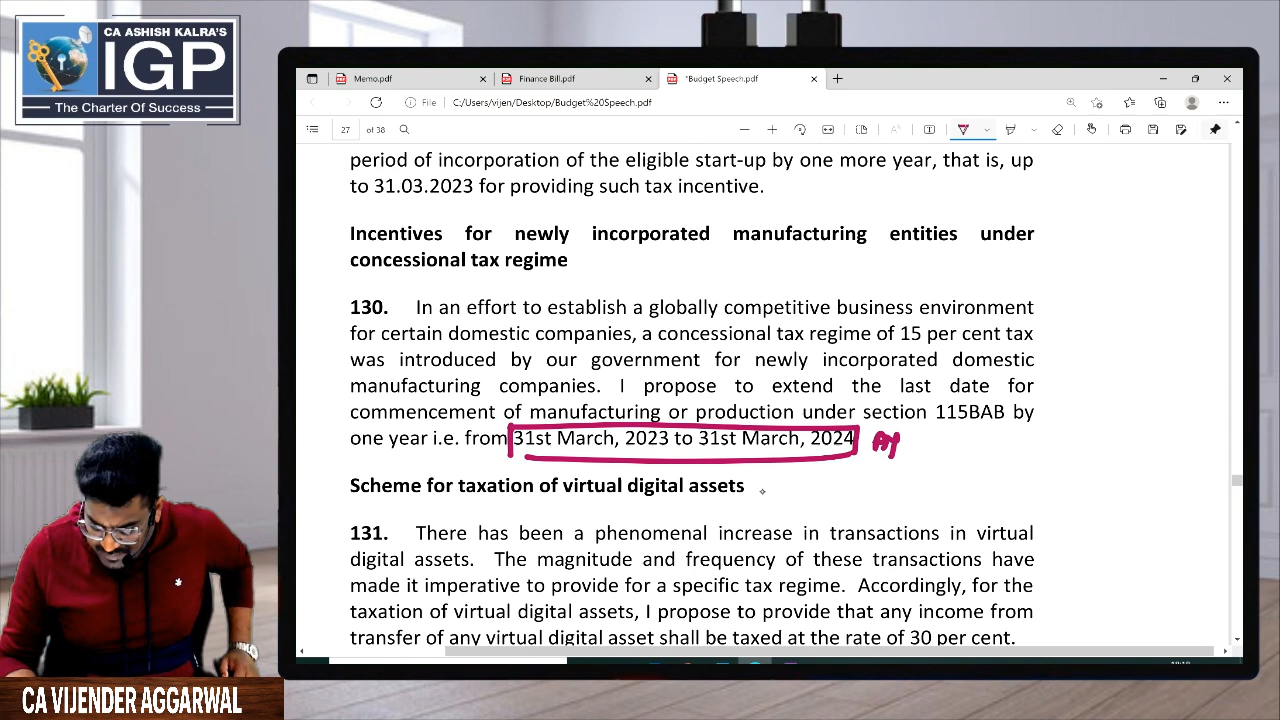 CA ASHISH KALRA'S
IGP
The Charter Of Success
Memo.pdf
Finance Bill.pdf
*Budget Speech.pdf
File
C:/Users/vijen/Desktop/Budget%20Speech.pdf
27 of 38
period of incorporation of the eligible start-up by one more year, that is, up
to 31.03.2023 for providing such tax incentive.
Incentives for newly incorporated manufacturing entities under
concessional tax regime
130. In an effort to establish a globally competitive business environment
for certain domestic companies, a concessional tax regime of 15 per cent tax
was introduced by our government for newly incorporated domestic
manufacturing companies. I propose to extend the last date for
commencement of manufacturing or production under section 115BAB by
one year i.e. from 31st March, 2023 to 31st March, 2024
Scheme for taxation of virtual digital assets
131. There has been a phenomenal increase in transactions in virtual
digital assets. The magnitude and frequency of these transactions have
made it imperative to provide for a specific tax regime. Accordingly, for the
taxation of virtual digital assets, I propose to provide that any income from
transfer of any virtual digital asset shall be taxed at the rate of 30 per cent.
CA VIJENDER AGGARWAL